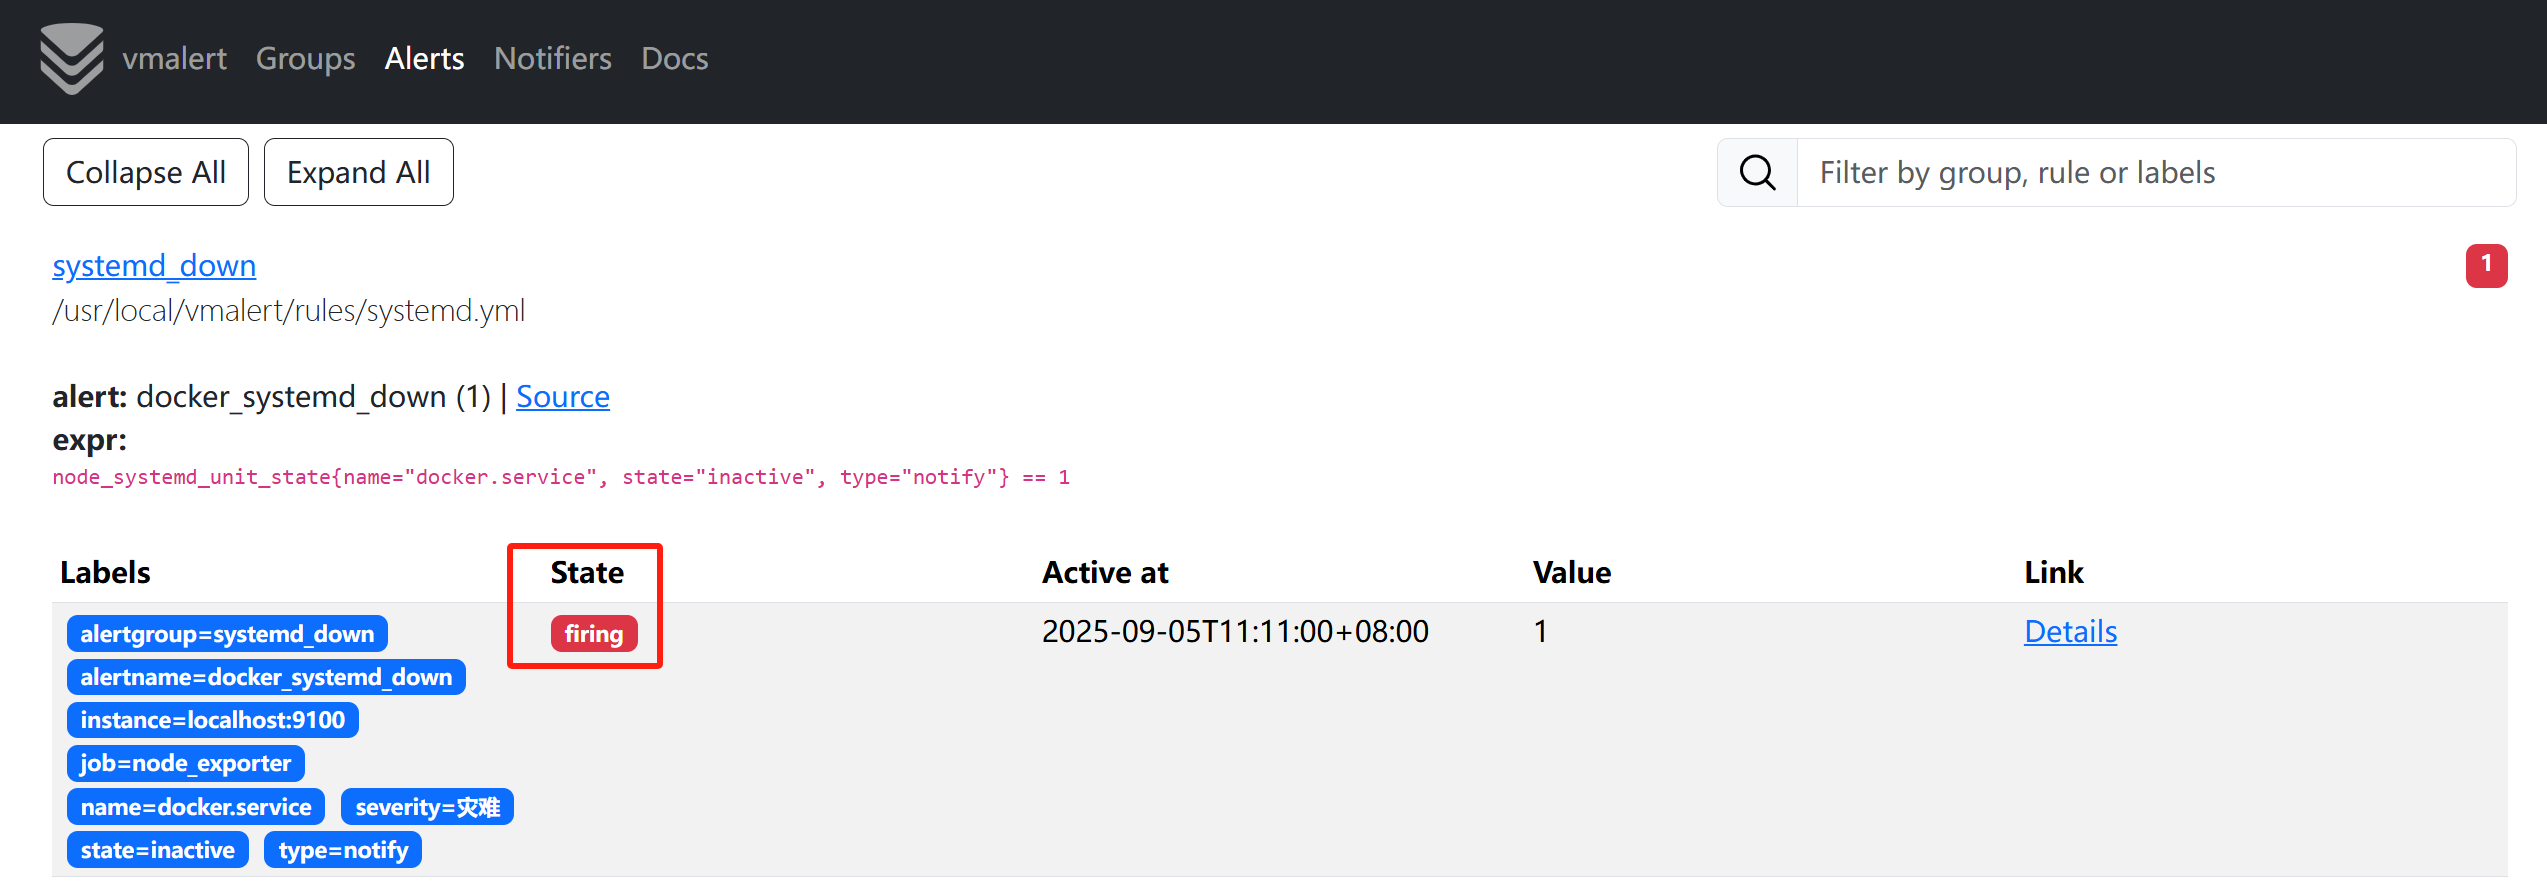 vmalert Groups Alerts Notifiers Docs
Collapse All Expand All Filter by group, rule or labels
systemd_down 1
/usr/local/vmalert/rules/systemd.yml
alert: docker_systemd_down (1) | Source
expr:
node_systemd_unit_state{name="docker.service", state="inactive", type="notify"} == 1
Labels State Active at Value Link
alertgroup=systemd_down firing 2025-09-05T11:11:00+08:00 1 Details
alertname=docker_systemd_down
instance=localhost:9100
job=node_exporter
name=docker.service severity=灾难
state=inactive type=notify